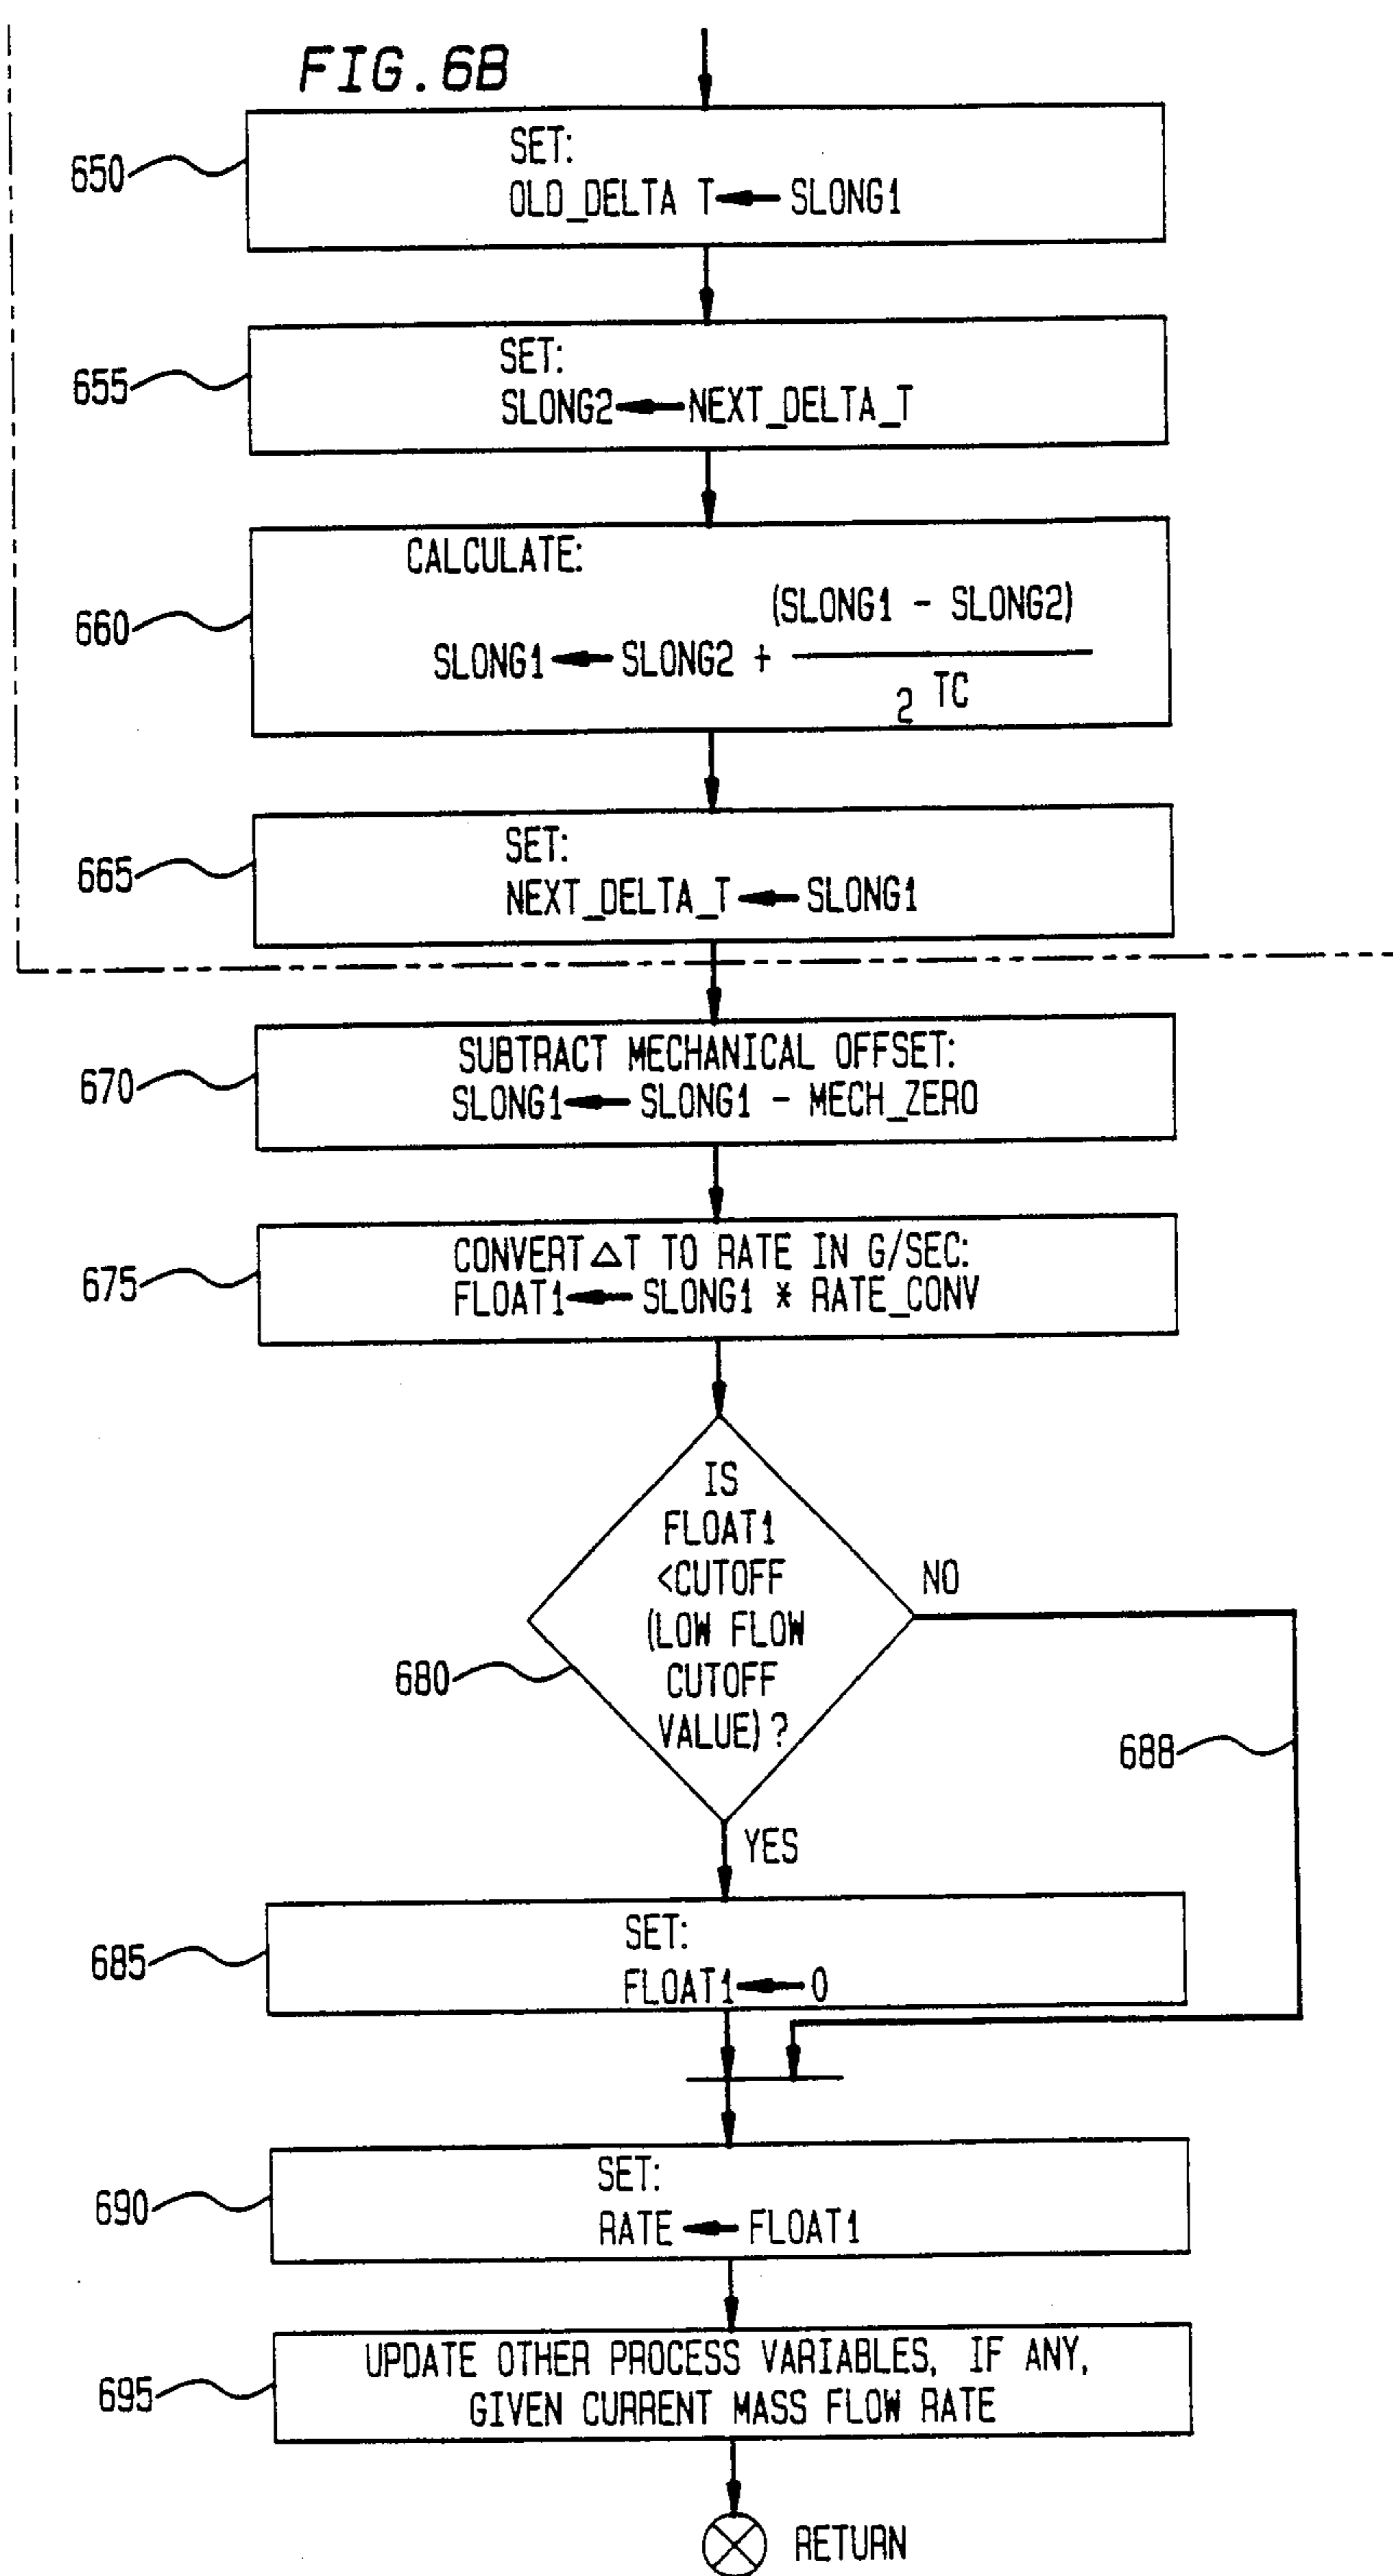 FIG. 6B
650
SET:
OLD_DELTA T←SLONG1
655
SET:
SLONG2←NEXT_DELTA_T
660
CALCULATE:
(SLONG1 - SLONG2)
SLONG1←SLONG2 +
2 TC
665
SET:
NEXT_DELTA_T←SLONG1
670
SUBTRACT MECHANICAL OFFSET:
SLONG1←SLONG1 - MECH_ZERO
675
CONVERT△T TO RATE IN G/SEC:
FLOAT1←SLONG1 * RATE_CONV
680
IS
FLOAT1
<CUTOFF
(LOW FLOW
CUTOFF
VALUE)?
NO
688
YES
685
SET:
FLOAT1←0
690
SET:
RATE←FLOAT1
695
UPDATE OTHER PROCESS VARIABLES, IF ANY,
GIVEN CURRENT MASS FLOW RATE
RETURN